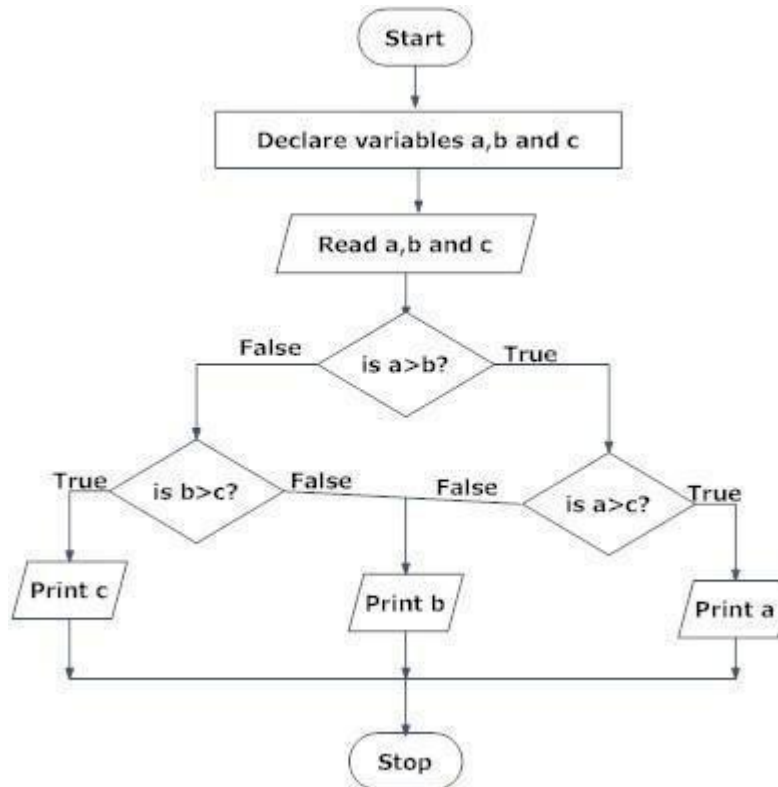 Start
Declare variables a,b and c
Read a,b and c
False
is a>b?
True
True
is b>c?
False
False
is a>c?
True
Print c
Print b
Print a
Stop